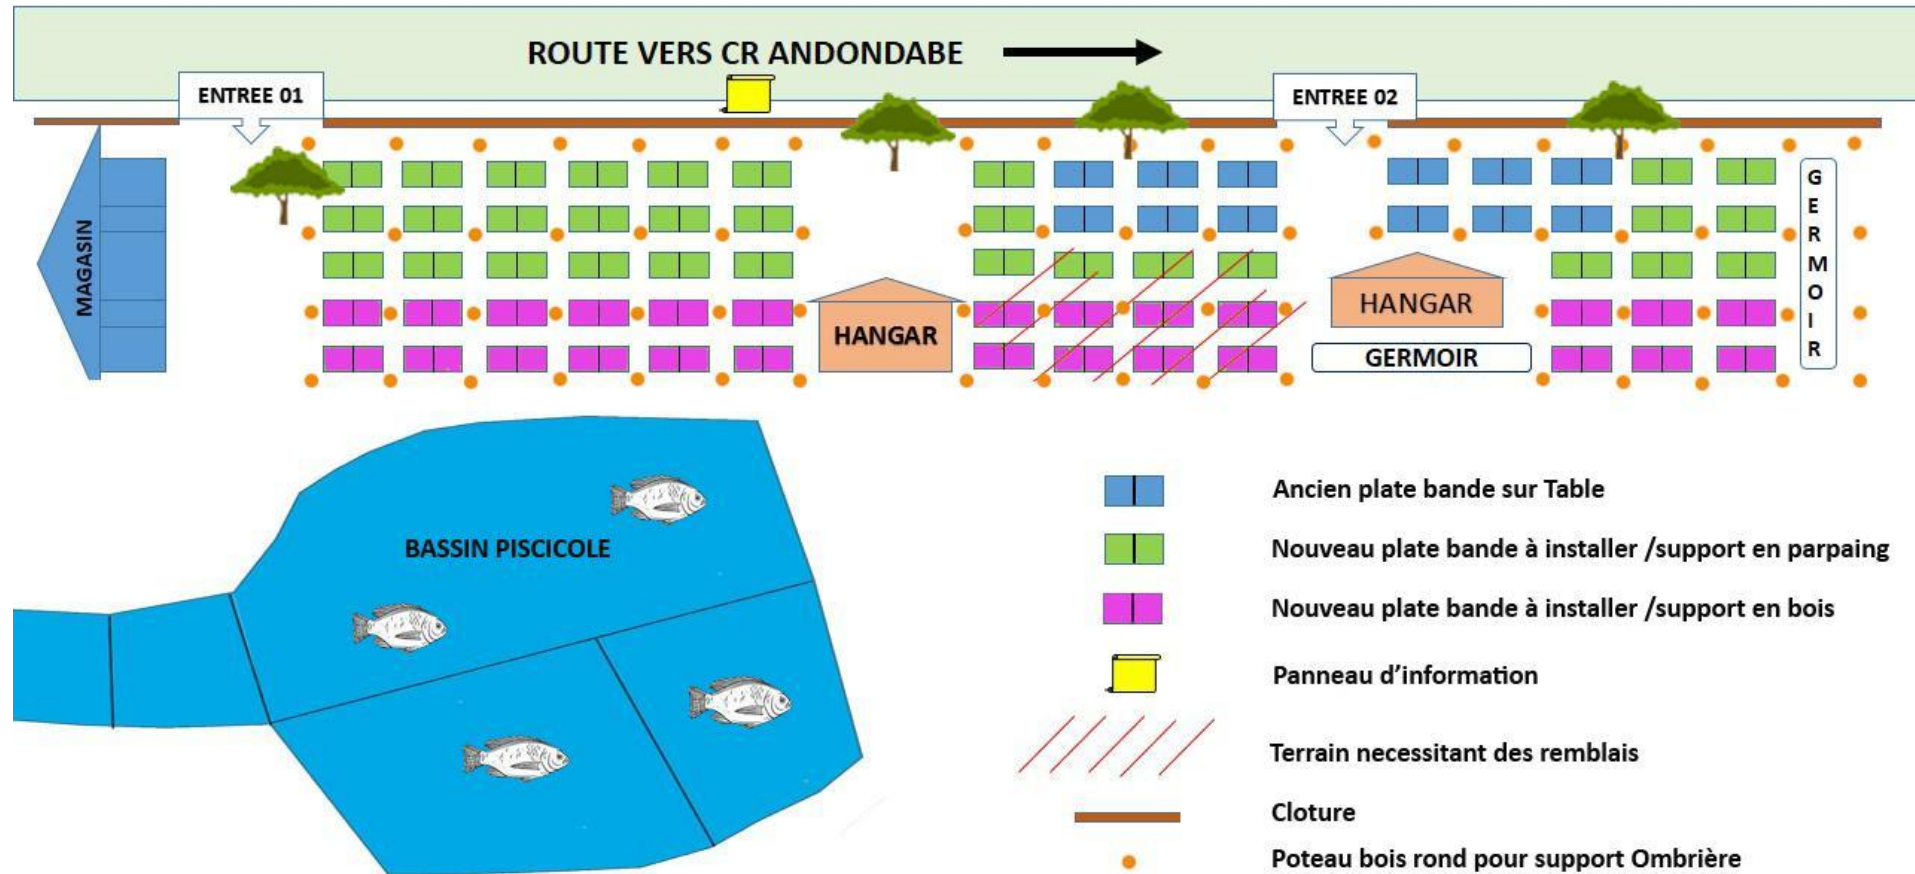 ROUTE VERS CR ANDONDABE
ENTREE 01
ENTREE 02
MAGASIN
HANGAR
HANGAR
GERMOIR
GERMOIR
BASSIN PISCICOLE
Ancien plate bande sur Table
Nouveau plate bande à installer /support en parpaing
Nouveau plate bande à installer /support en bois
Panneau d’information
Terrain necessitant des remblais
Cloture
Poteau bois rond pour support Ombrière